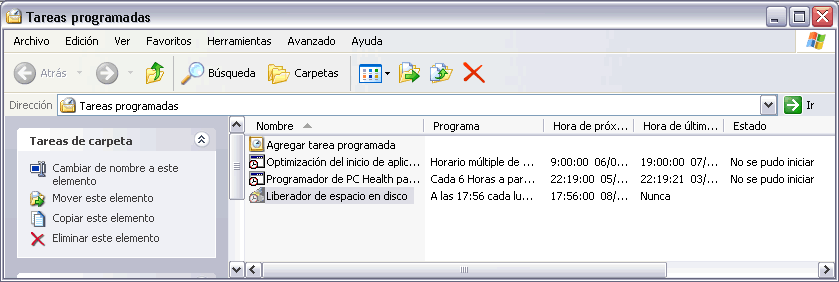 Tareas programadas
Archivo Edición Ver Favoritos Herramientas Avanzado Ayuda
Atrás Búsqueda Carpetas
Dirección Tareas programadas Ir
Tareas de carpeta
Cambiar de nombre a este
elemento
Mover este elemento
Copiar este elemento
Eliminar este elemento
Nombre Programa Hora de próx... Hora de últim... Estado
Agregar tarea programada
Optimización del inicio de aplic... Horario múltiple de ... 9:00:00 06/0... 19:00:00 07/... No se pudo iniciar
Programador de PC Health pa... Cada 6 Horas a par... 22:19:00 05/... 22:19:21 03/... No se pudo iniciar
Liberador de espacio en disco A las 17:56 cada lu... 17:56:00 08/... Nunca